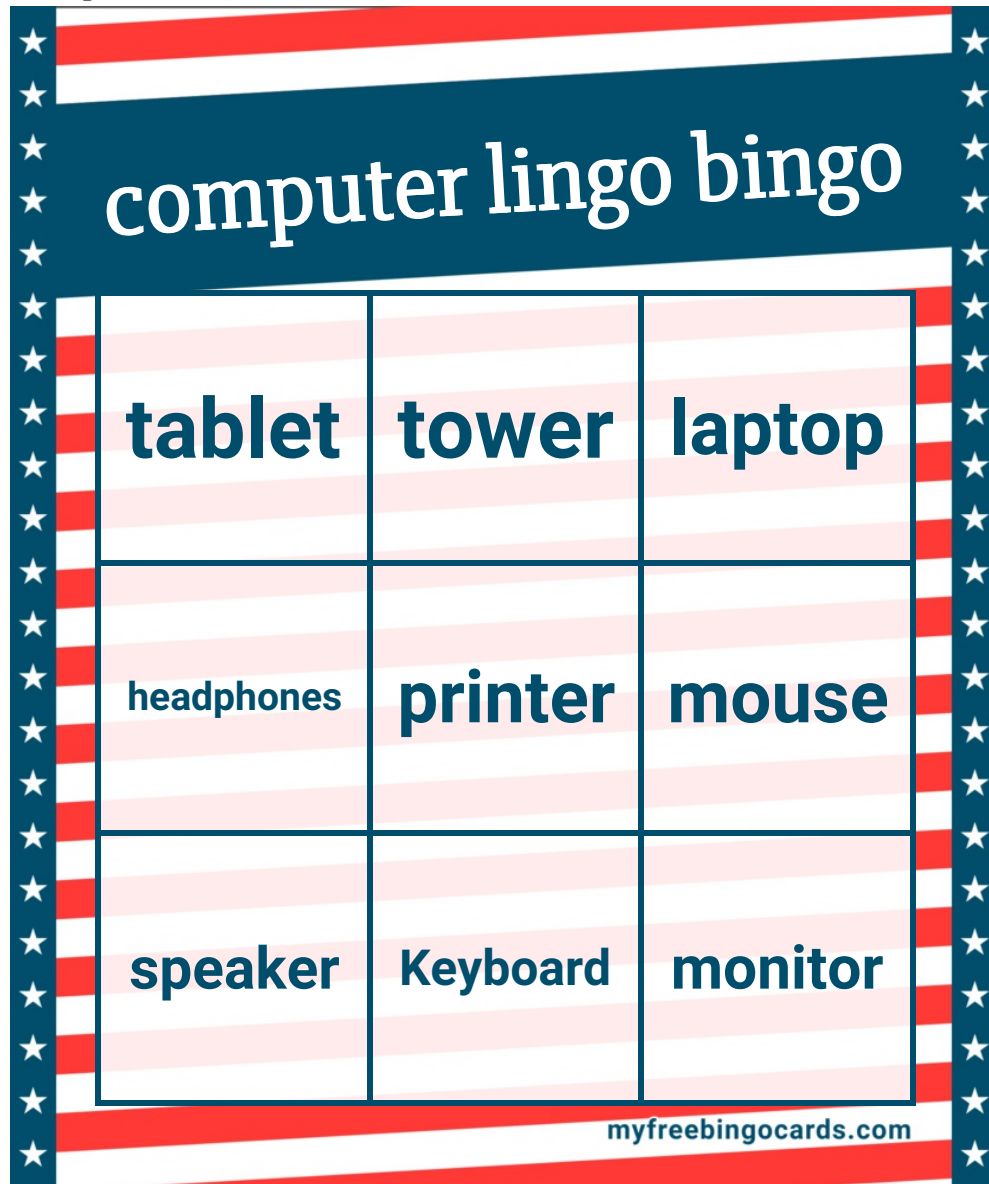 computer lingo bingo
tablet tower laptop
headphones printer mouse
speaker Keyboard monitor
myfreebingocards.com